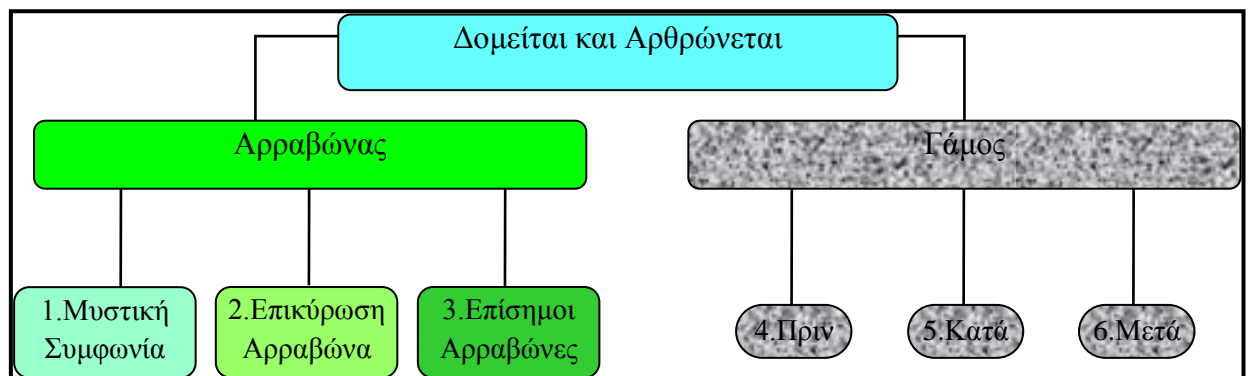 Δομείται και Αρθρώνεται
Αρραβώνας
Γάμος
1.Μυστική
Συμφωνία
2.Επικύρωση
Αρραβώνα
3.Επίσημοι
Αρραβώνες
4.Πριν
5.Κατά
6.Μετά